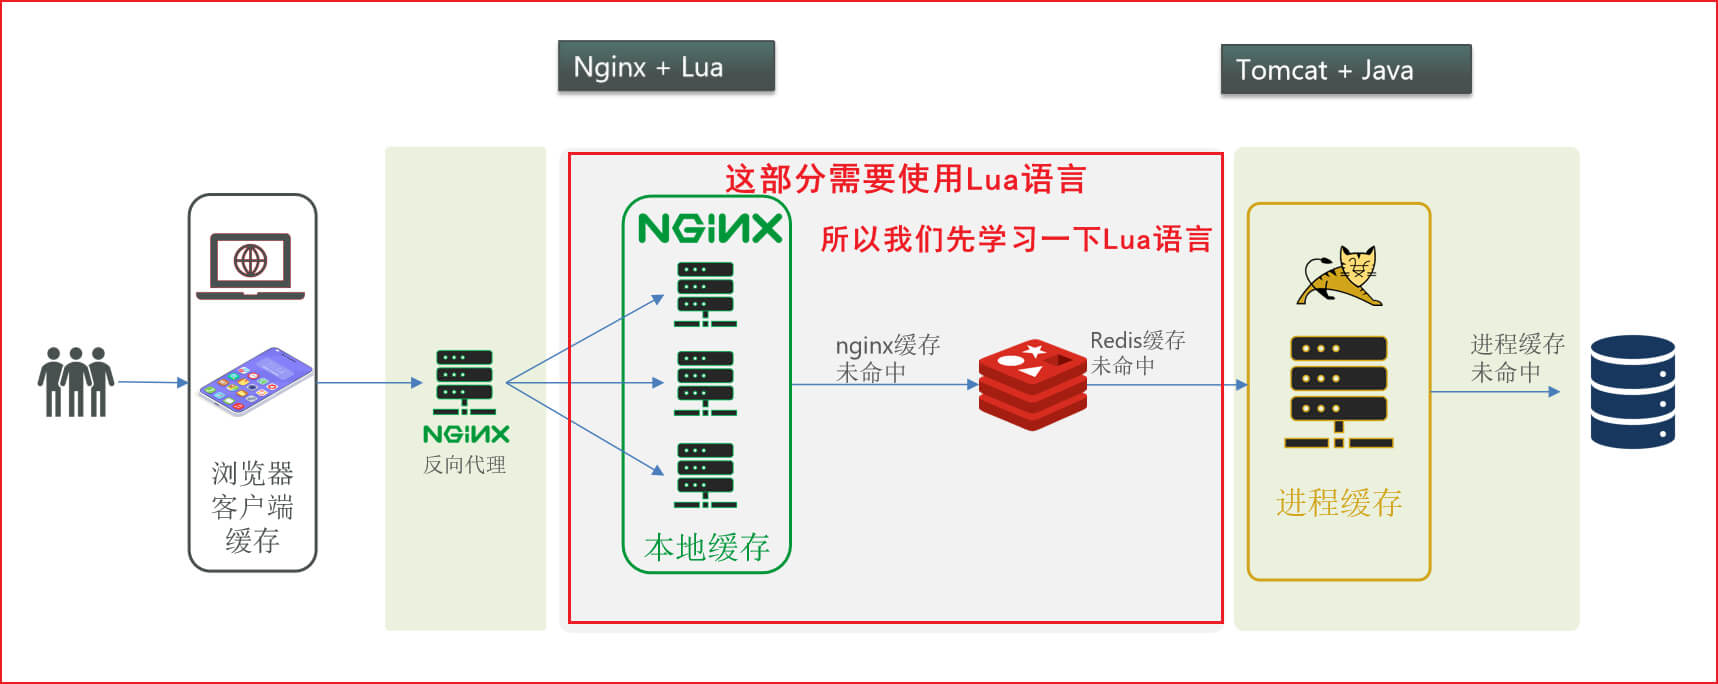 Nginx + Lua
Tomcat + Java
这部分需要使用Lua语言
所以我们先学习一下Lua语言
NGINX
nginx缓存
未命中
Redis缓存
未命中
进程缓存
未命中
NGINX
反向代理
浏览器
客户端
缓存
本地缓存
进程缓存